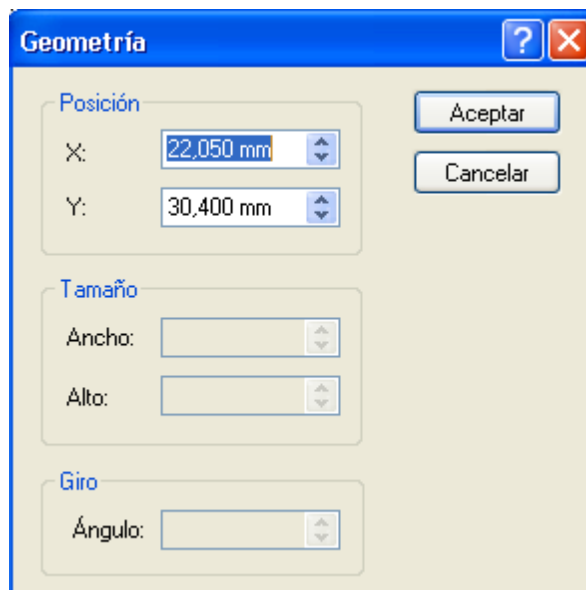 Geometría
Posición
X: 22,050 mm
Y: 30,400 mm
Aceptar
Cancelar
Tamaño
Ancho:
Alto:
Giro
Ángulo: